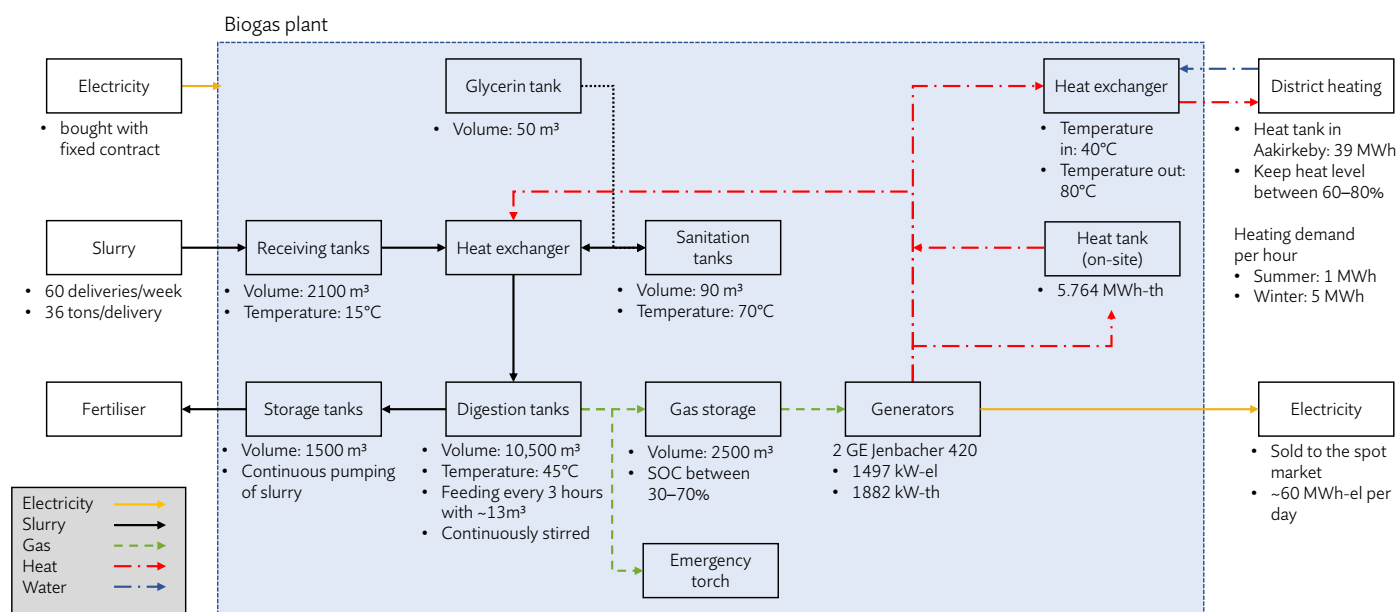 Biogas plant
Electricity
• bought with
fixed contract
Glycerin tank
• Volume: 50 m³
Heat exchanger
• Temperature
in: 40°C
• Temperature out:
80°C
District heating
• Heat tank in
Aakirkeby: 39 MWh
• Keep heat level
between 60–80%
Heating demand
per hour
• Summer: 1 MWh
• Winter: 5 MWh
Slurry
• 60 deliveries/week
• 36 tons/delivery
Receiving tanks
• Volume: 2100 m³
• Temperature: 15°C
Heat exchanger
Sanitation
tanks
• Volume: 90 m³
• Temperature: 70°C
Heat tank
(on-site)
• 5.764 MWh-th
Fertiliser
Storage tanks
• Volume: 1500 m³
• Continuous pumping
of slurry
Digestion tanks
• Volume: 10,500 m³
• Temperature: 45°C
• Feeding every 3 hours
with ~13m³
• Continuously stirred
Gas storage
• Volume: 2500 m³
• SOC between
30–70%
Generators
2 GE Jenbacher 420
• 1497 kW-el
• 1882 kW-th
Electricity
• Sold to the spot
market
• ~60 MWh-el per
day
Emergency
torch
Electricity
Slurry
Gas
Heat
Water